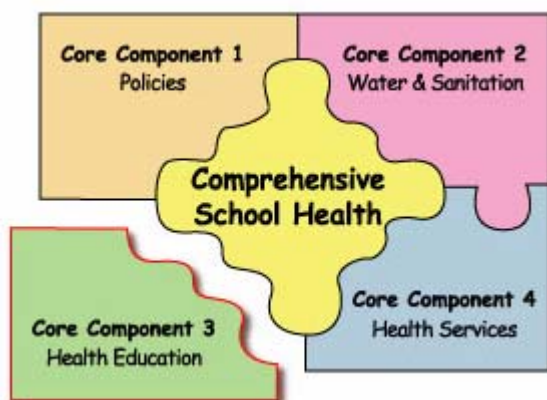 Core Component 1
Policies
Core Component 2
Water & Sanitation
Comprehensive
School Health
Core Component 3
Health Education
Core Component 4
Health Services